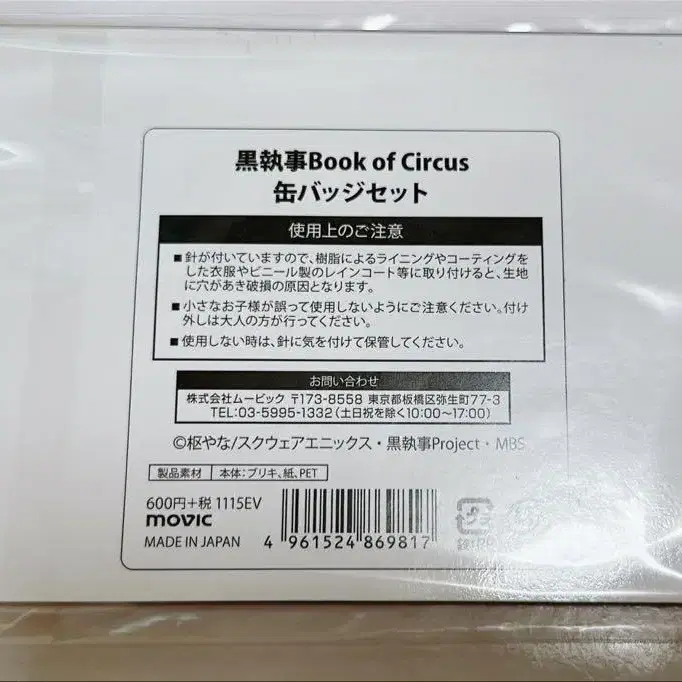 黒執事Book of Circus
缶バッジセット
使用上のご注意
■針が付いていますので、樹脂によるライニングやコーティングを
した衣服やビニール製のレインコート等に取り付けると、生地
に穴があき破損の原因となります。
■小さなお子様が誤って使用しないようにご注意ください。付け
外しは大人の方が行ってください。
■使用しない時は、針に気を付けて保管してください。
お問い合わせ
株式会社ムービック 〒173-8558 東京都板橋区弥生町77-3
TEL:03-5995-1332(土日祝を除く10:00〜17:00)
©枢やな/スクウェアエニックス・黒執事Project・MBS
製品素材 本体:ブリキ、紙、PET
600円+税 1115EV
movic
MADE IN JAPAN
4 961524 869817